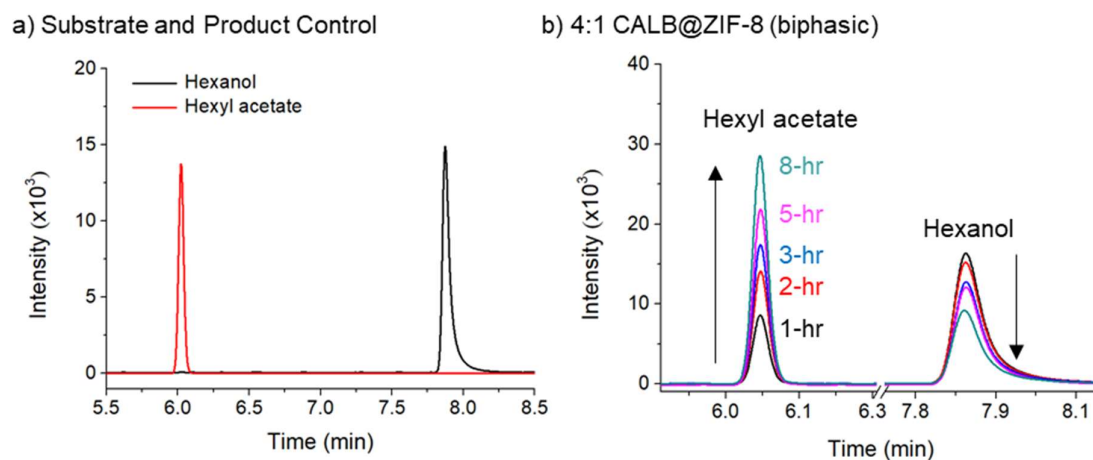 a) Substrate and Product Control
Intensity (x10³)
20
15
10
5
0
Hexanol
Hexyl acetate
5.5 6.0 6.5 7.0 7.5 8.0 8.5
Time (min)
b) 4:1 CALB@ZIF-8 (biphasic)
Intensity (x10³)
40
30
20
10
0
Hexyl acetate
8-hr
5-hr
3-hr
2-hr
1-hr
Hexanol
6.0 6.1 6.3 7.8 7.9 8.1
Time (min)